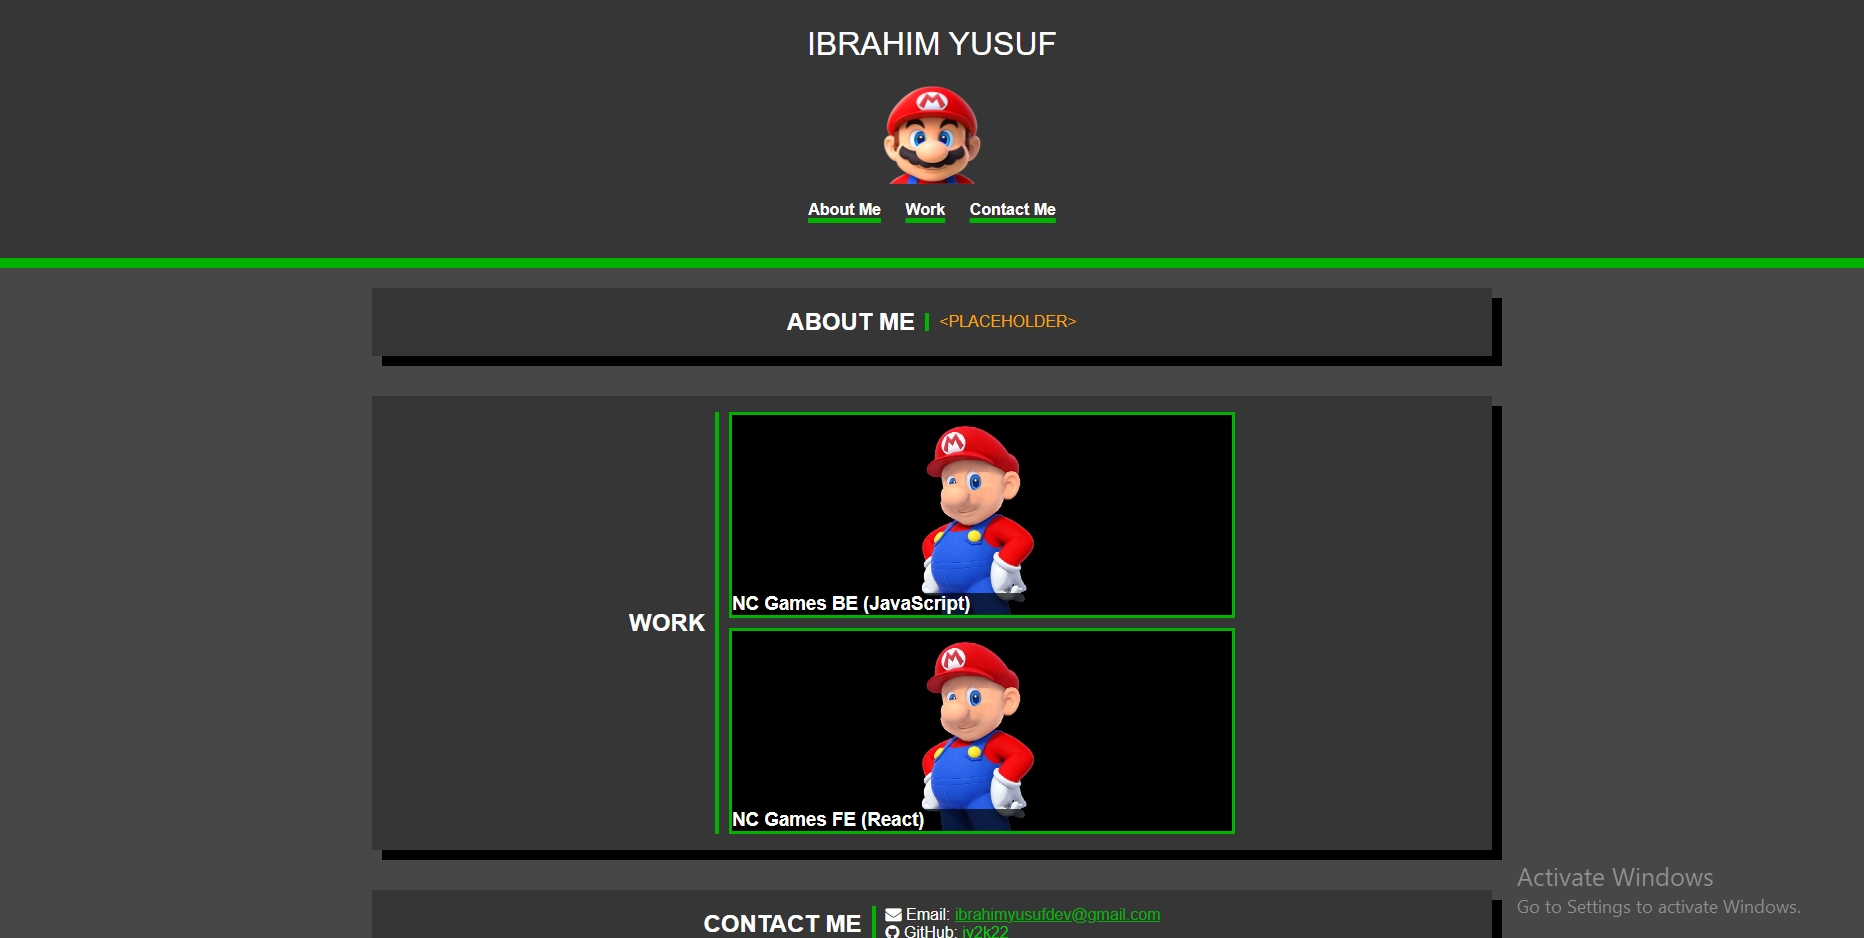 IBRAHIM YUSUF
M
About Me Work Contact Me
ABOUT ME <PLACEHOLDER>
M
NC Games BE (JavaScript)
WORK
M
NC Games FE (React)
CONTACT ME
Email: ibrahimyusufdev@gmail.com
GitHub: iy2k22
Activate Windows
Go to Settings to activate Windows.